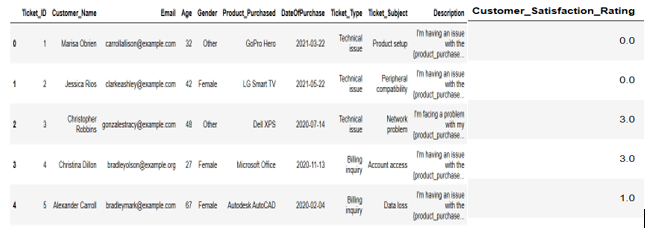 Ticket_ID Customer_Name Email Age Gender Product_Purchased DateOfPurchase Ticket_Type Ticket_Subject Description Customer_Satisfaction_Rating
0 1 Marisa Obrien carrollallison@example.com 32 Other GoPro Hero 2021-03-22 Technical issue Product setup I'm having an issue with the {product_purchase... 0.0
1 2 Jessica Rios clarkeashley@example.com 42 Female LG Smart TV 2021-05-22 Technical issue Peripheral compatibility I'm having an issue with the {product_purchase... 0.0
2 3 Christopher Robbins gonzalestracy@example.com 48 Other Dell XPS 2020-07-14 Technical issue Network problem I'm facing a problem with my {product_purchase... 3.0
3 4 Christina Dillon bradleyolson@example.org 27 Female Microsoft Office 2020-11-13 Billing inquiry Account access I'm having an issue with the {product_purchase... 3.0
4 5 Alexander Carroll bradleymark@example.com 67 Female Autodesk AutoCAD 2020-02-04 Billing inquiry Data loss I'm having an issue with the {product_purchase... 1.0